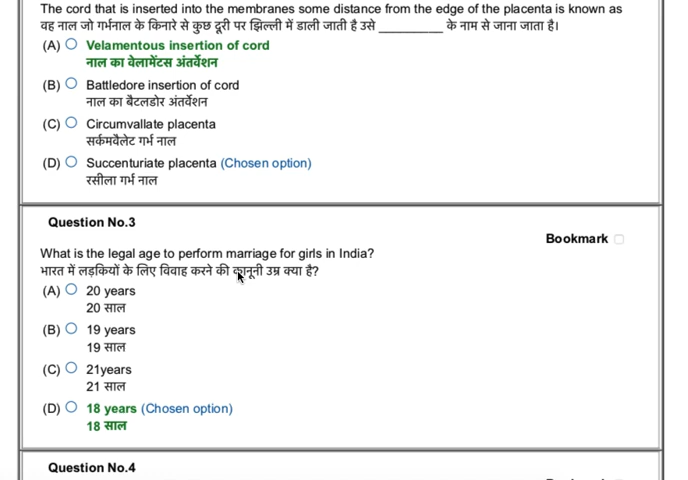 The cord that is inserted into the membranes some distance from the edge of the placenta is known as
वह नाल जो गर्भनाल के किनारे से कुछ दूरी पर झिल्ली में डाली जाती है उसे __________ के नाम से जाना जाता है।
(A) Velamentous insertion of cord
नाल का वेलामेंटस अंतर्वेशन
(B) Battledore insertion of cord
नाल का बैटलडोर अंतर्वेशन
(C) Circumvallate placenta
सर्कमवैलेट गर्भ नाल
(D) Succenturiate placenta (Chosen option)
रसीला गर्भ नाल
Question No.3
Bookmark
What is the legal age to perform marriage for girls in India?
भारत में लड़कियों के लिए विवाह करने की क़ानूनी उम्र क्या है?
(A) 20 years
20 साल
(B) 19 years
19 साल
(C) 21years
21 साल
(D) 18 years (Chosen option)
18 साल
Question No.4